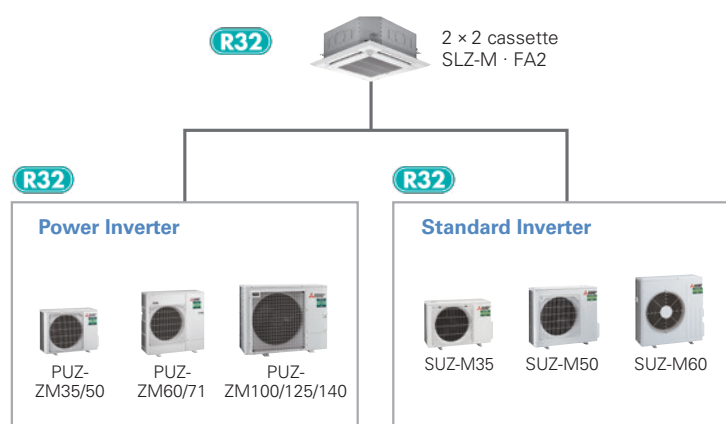 R32
2 × 2 cassette
SLZ-M · FA2
R32
Power Inverter
PUZ-
ZM35/50
PUZ-
ZM60/71
PUZ-
ZM100/125/140
R32
Standard Inverter
SUZ-M35
SUZ-M50
SUZ-M60